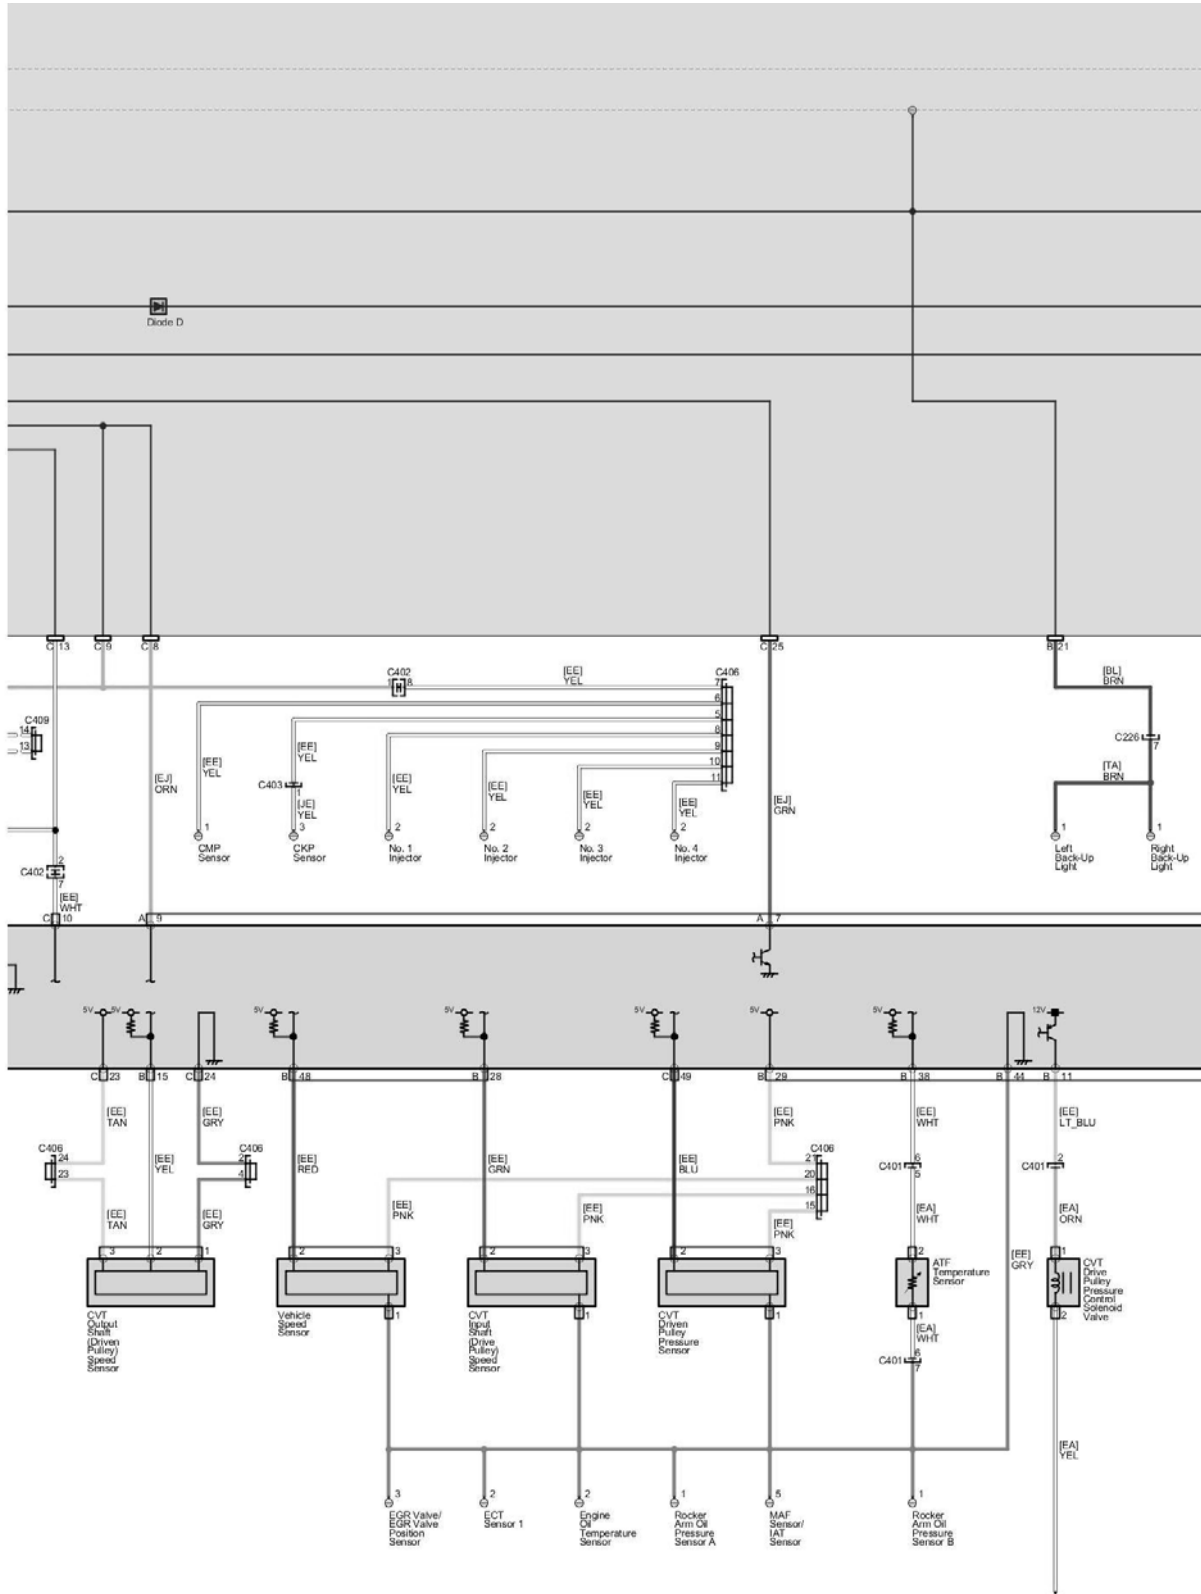 Diode D
C 13
C 9
C 8
C 25
B 21
C402
1 8
[EE]
YEL
C406
7
6
5
8
9
10
11
[BL]
BRN
C409
14
13
C226
7
[TA]
BRN
[EE]
YEL
[EE]
YEL
C403
1
[JE]
YEL
[EE]
YEL
[EE]
YEL
[EE]
YEL
[EE]
YEL
[EJ]
ORN
[EJ]
GRN
1
CMP
Sensor
3
CKP
Sensor
2
No. 1
Injector
2
No. 2
Injector
2
No. 3
Injector
2
No. 4
Injector
1
Left
Back-Up
Light
1
Right
Back-Up
Light
2
C402
7
[EE]
WHT
C 10
A 9
A 7
5V
5V
5V
5V
5V
5V
5V
12V
C 23
B 15
C 24
B 48
B 28
C 49
B 29
B 38
B 44
B 11
[EE]
TAN
[EE]
YEL
[EE]
GRY
[EE]
RED
[EE]
GRN
[EE]
BLU
[EE]
PNK
[EE]
WHT
[EE]
LT_BLU
C406
24
23
C406
2
4
C406
21
20
16
15
6
C401
5
2
C401
[EE]
TAN
[EE]
GRY
[EE]
PNK
[EE]
PNK
[EE]
PNK
[EA]
WHT
[EE]
GRY
[EA]
ORN
3
2
1
CVT
Output
Shaft
(Driven
Pulley)
Speed
Sensor
2
3
1
Vehicle
Speed
Sensor
2
3
1
CVT
Input
Shaft
(Drive
Pulley)
Speed
Sensor
2
3
1
CVT
Driven
Pulley
Pressure
Sensor
2
ATF
Temperature
Sensor
1
[EA]
WHT
6
C401
7
1
CVT
Drive
Pulley
Pressure
Control
Solenoid
Valve
2
[EA]
YEL
3
EGR Valve/
EGR Valve
Position
Sensor
2
ECT
Sensor 1
2
Engine
Oil
Temperature
Sensor
1
Rocker
Arm Oil
Pressure
Sensor A
5
MAF
Sensor/
IAT
Sensor
1
Rocker
Arm Oil
Pressure
Sensor B